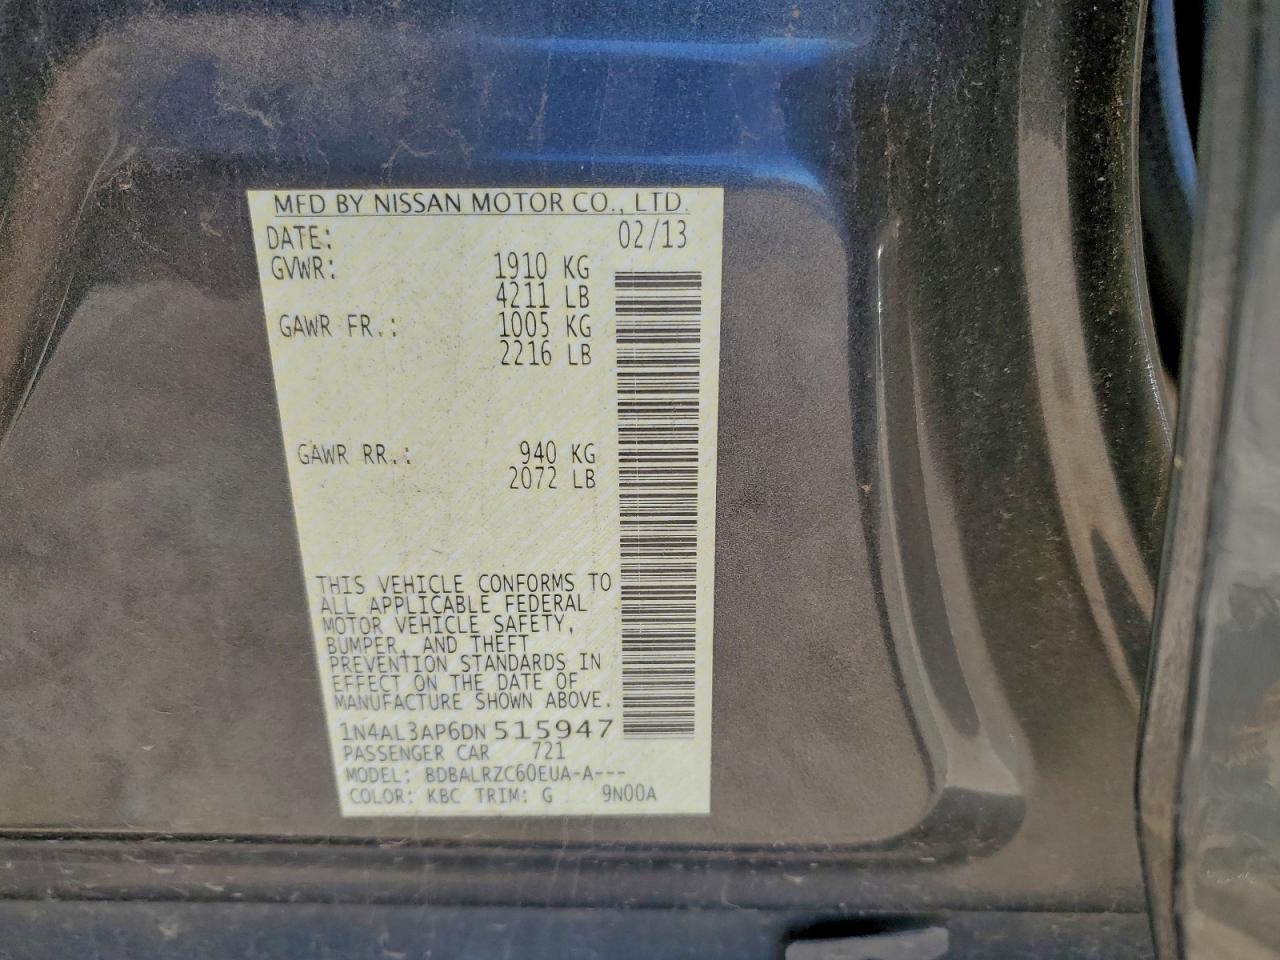 MFD BY NISSAN MOTOR CO., LTD.
DATE: 02/13
GVWR: 1910 KG
4211 LB
GAWR FR.: 1005 KG
2216 LB
GAWR RR.: 940 KG
2072 LB
THIS VEHICLE CONFORMS TO
ALL APPLICABLE FEDERAL
MOTOR VEHICLE SAFETY,
BUMPER, AND THEFT
PREVENTION STANDARDS IN
EFFECT ON THE DATE OF
MANUFACTURE SHOWN ABOVE.
1N4AL3AP6DN515947
PASSENGER CAR 721
MODEL: BDBALRZC60EUA-A---
COLOR: KBC TRIM: G 9N00A